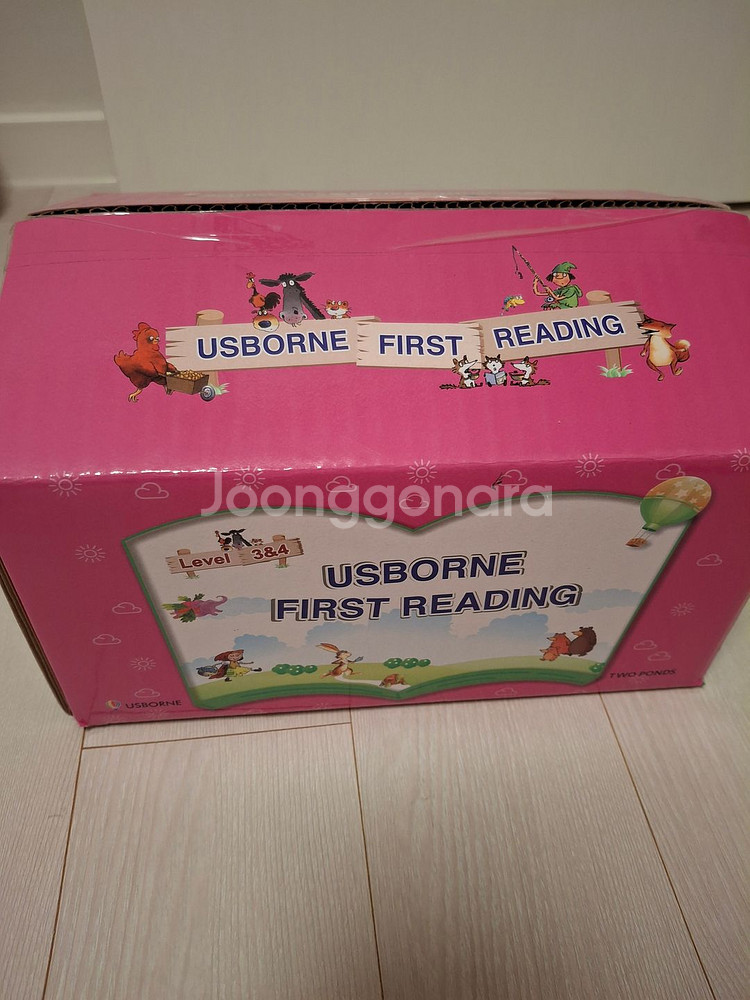 USBORNE FIRST READING
Joonggonara
Level 3&4
USBORNE
FIRST READING
USBORNE
TWO PONDS